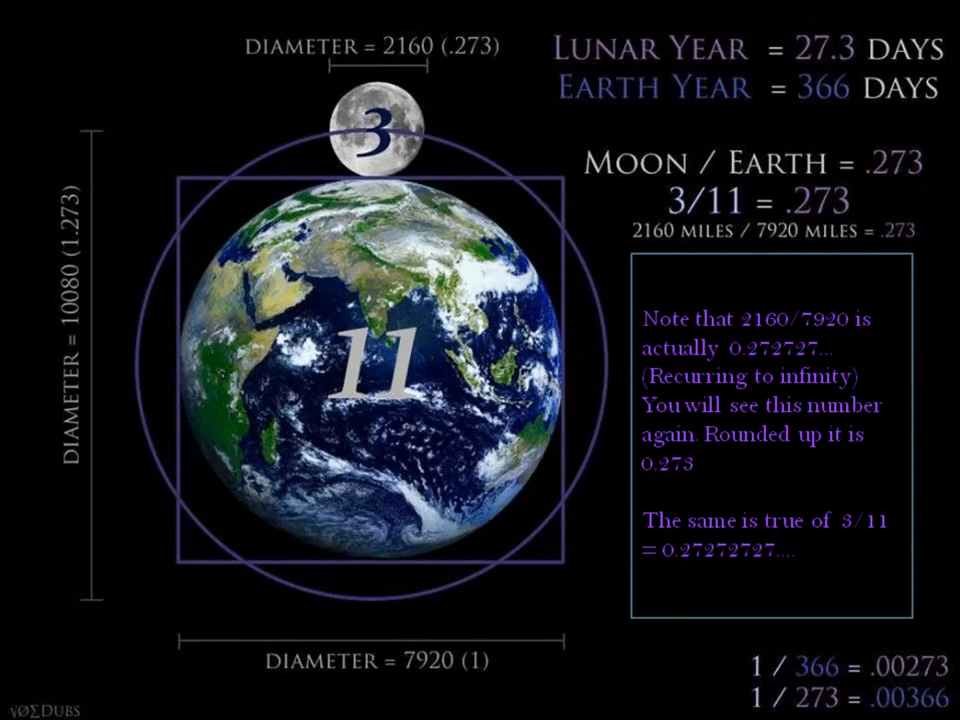 DIAMETER = 2160 (.273)
LUNAR YEAR = 27.3 DAYS
EARTH YEAR = 366 DAYS
3
MOON / EARTH = .273
3/11 = .273
2160 MILES / 7920 MILES = .273
DIAMETER = 10080 (1.273)
11
Note that 2160/7920 is
actually 0.272727...
(Recurring to infinity)
You will see this number
again. Rounded up it is
0.273
The same is true of 3/11
= 0.27272727....
DIAMETER = 7920 (1)
1 / 366 = .00273
1 / 273 = .00366
√Ø∑DUBS